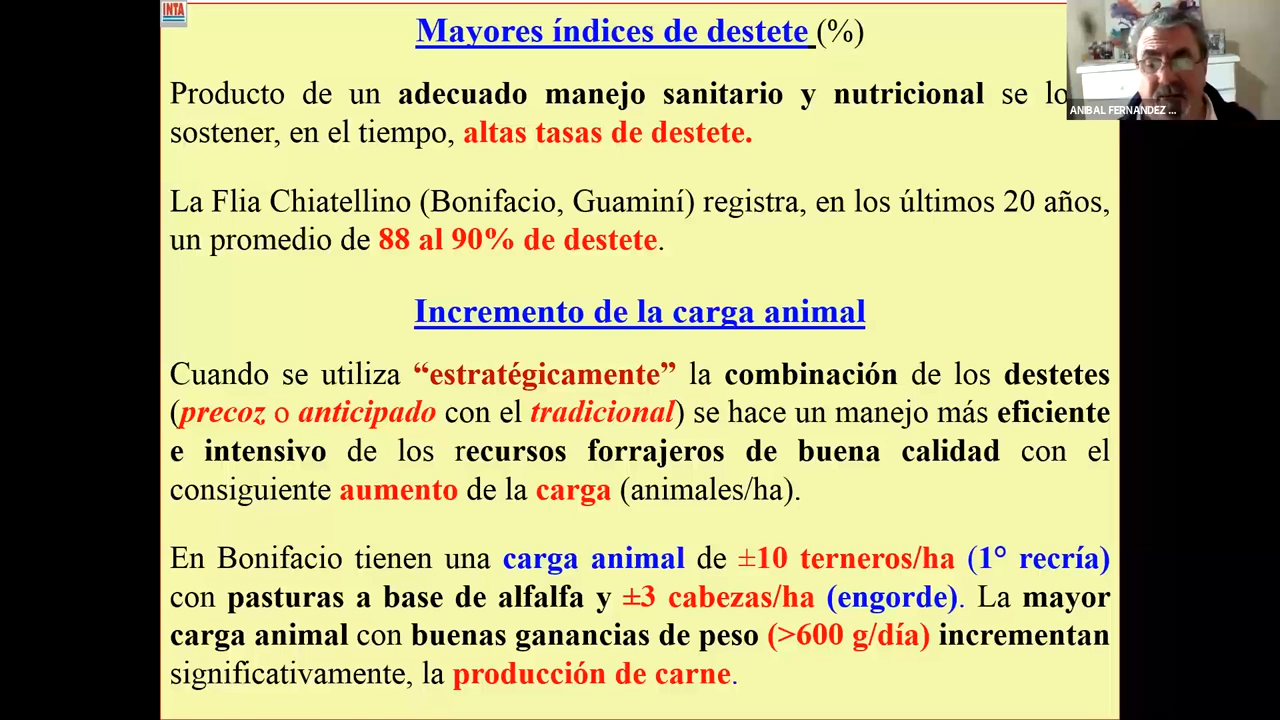 INTA
Mayores índices de destete (%)
Producto de un adecuado manejo sanitario y nutricional se
sostener, en el tiempo, altas tasas de destete.
ANIBAL FERNANDEZ ...
La Flia Chiatellino (Bonifacio, Guaminí) registra, en los últimos 20 años,
un promedio de 88 al 90% de destete.
Incremento de la carga animal
Cuando se utiliza “estratégicamente” la combinación de los destetes
(precoz o anticipado con el tradicional) se hace un manejo más eficiente
e intensivo de los recursos forrajeros de buena calidad con el
consiguiente aumento de la carga (animales/ha).
En Bonifacio tienen una carga animal de ±10 terneros/ha (1° recría)
con pasturas a base de alfalfa y ±3 cabezas/ha (engorde). La mayor
carga animal con buenas ganancias de peso (>600 g/día) incrementan
significativamente, la producción de carne.